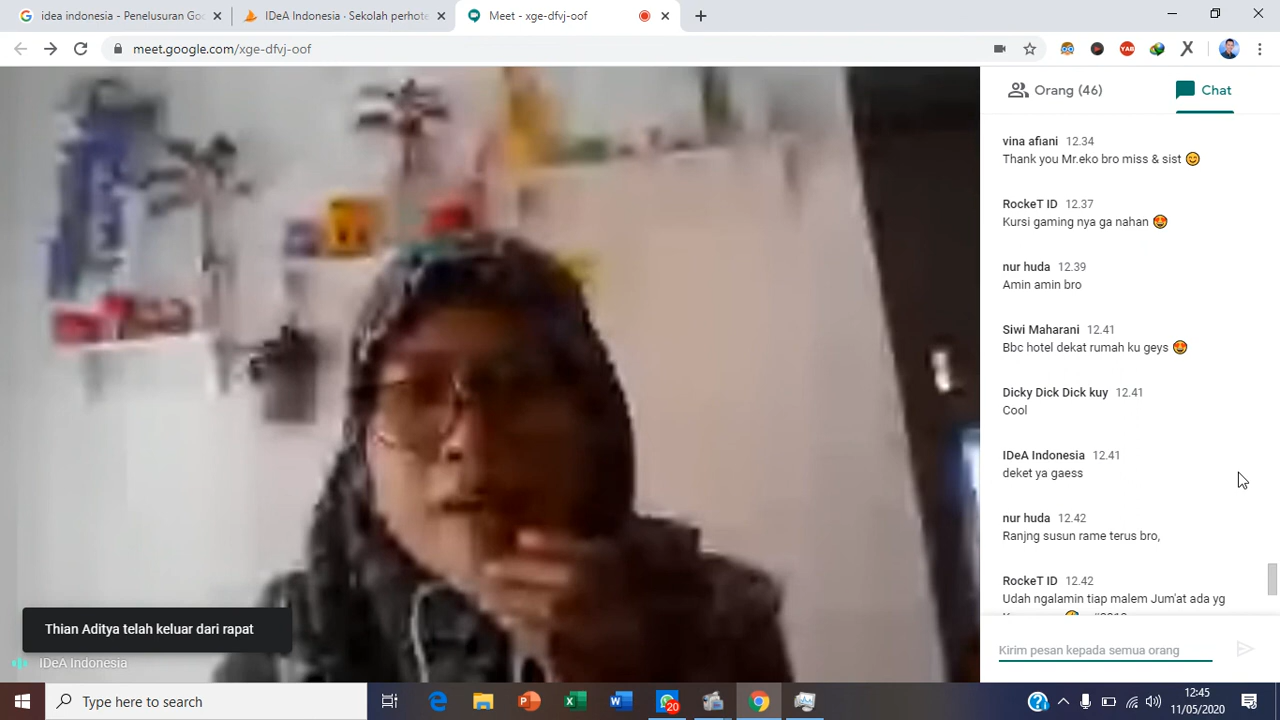 idea indonesia - Penelusuran Goo
IDeA Indonesia · Sekolah perhote
Meet - xge-dfvj-oof
meet.google.com/xge-dfvj-oof
YAB
Orang (46)
Chat
vina afiani 12.34
Thank you Mr.eko bro miss & sist 😊
RockeT ID 12.37
Kursi gaming nya ga nahan 🤩
nur huda 12.39
Amin amin bro
Siwi Maharani 12.41
Bbc hotel dekat rumah ku geys 🤩
Dicky Dick Dick kuy 12.41
Cool
IDeA Indonesia 12.41
deket ya gaess
nur huda 12.42
Ranjng susun rame terus bro,
RockeT ID 12.42
Udah ngalamin tiap malem Jum'at ada yg
Kirim pesan kepada semua orang
Thian Aditya telah keluar dari rapat
IDeA Indonesia
Type here to search
20
12:45
11/05/2020